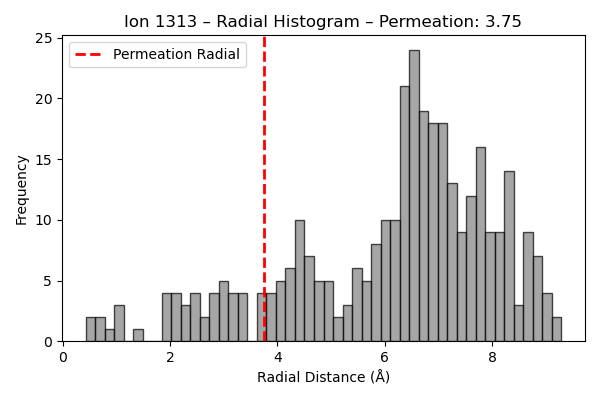 Ion 1313 – Radial Histogram – Permeation: 3.75
Permeation Radial
25
20
15
10
5
0
Frequency
0 2 4 6 8
Radial Distance (Å)